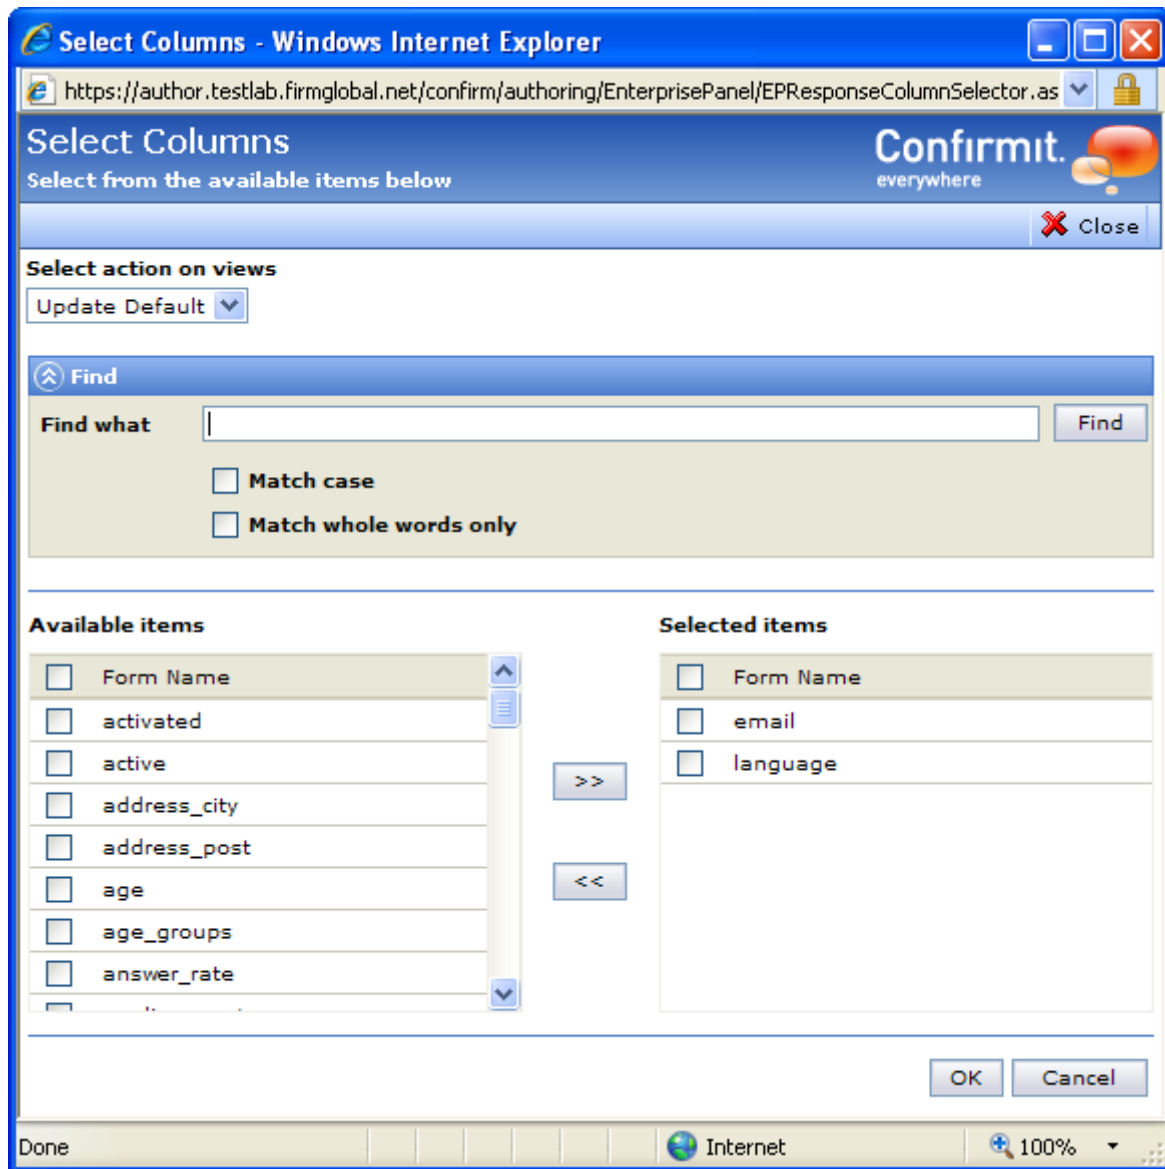 Select Columns - Windows Internet Explorer
https://author.testlab.firmglobal.net/confirm/authoring/EnterprisePanel/EPResponseColumnSelector.as
Select Columns
Select from the available items below
Confirmit.
everywhere
Close
Select action on views
Update Default
Find
Find what
Find
Match case
Match whole words only
Available items
Selected items
Form Name
activated
active
address_city
address_post
age
age_groups
answer_rate
>>
<<
Form Name
email
language
OK
Cancel
Done
Internet
100%